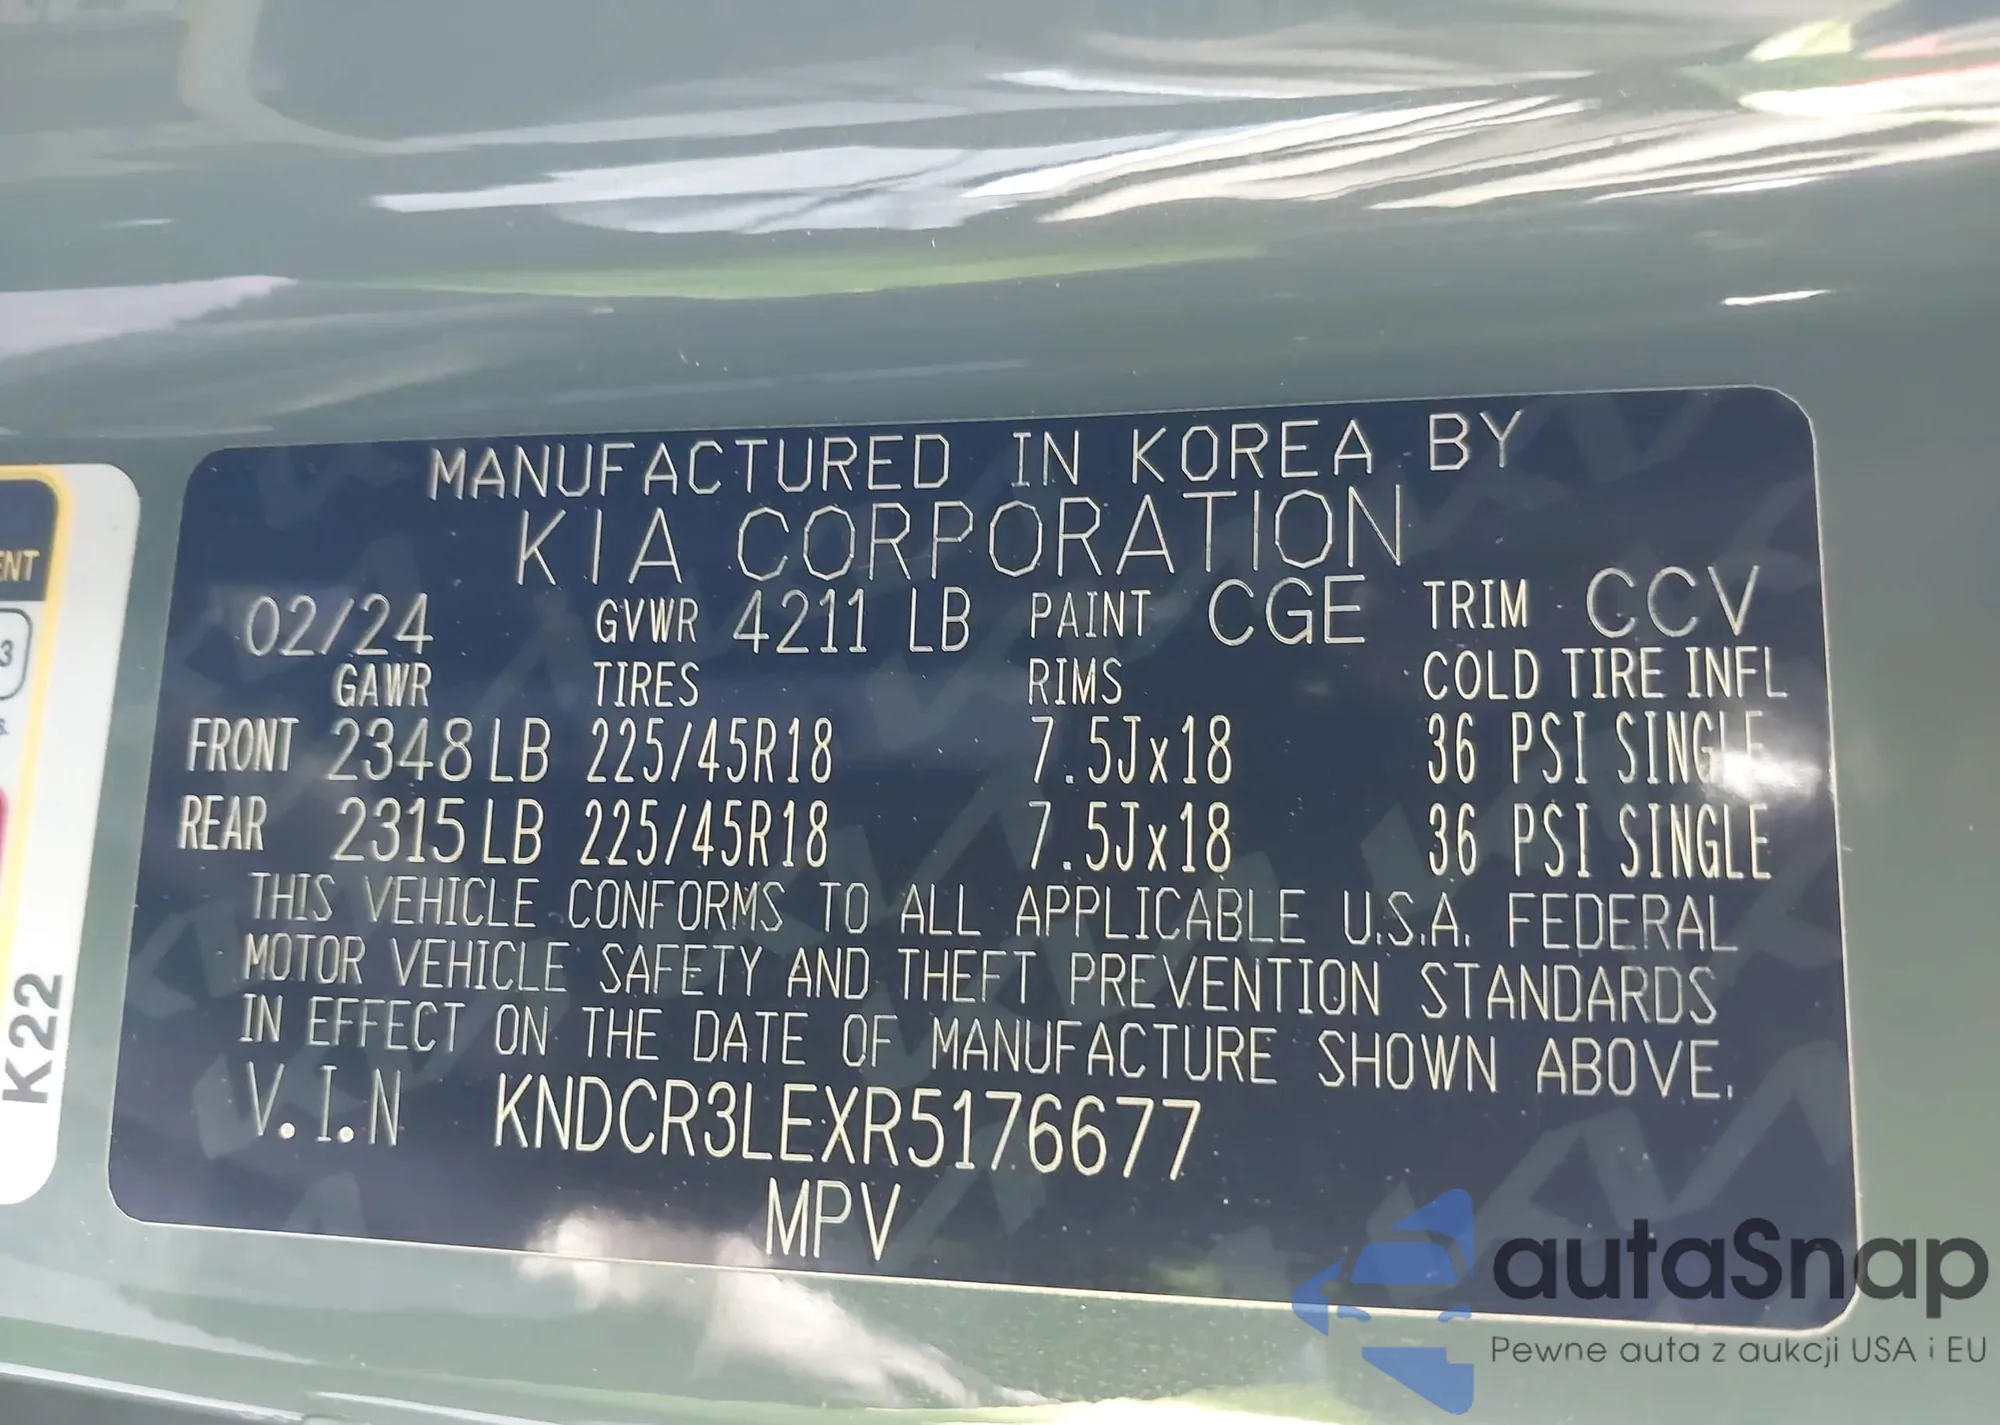 MANUFACTURED IN KOREA BY
KIA CORPORATION
02/24 GVWR 4211 LB PAINT CGE TRIM CCV
GAWR TIRES RIMS COLD TIRE INFL
FRONT 2348 LB 225/45R18 7.5Jx18 36 PSI SINGLE
REAR 2315 LB 225/45R18 7.5Jx18 36 PSI SINGLE
THIS VEHICLE CONFORMS TO ALL APPLICABLE U.S.A. FEDERAL
MOTOR VEHICLE SAFETY AND THEFT PREVENTION STANDARDS
IN EFFECT ON THE DATE OF MANUFACTURE SHOWN ABOVE.
V.I.N KNDCR3LEXR5176677
MPV
K22
autaSnap
Pewne auta z aukcji USA i EU